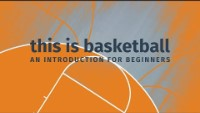 this is basketball
AN INTRODUCTION FOR BEGINNERS